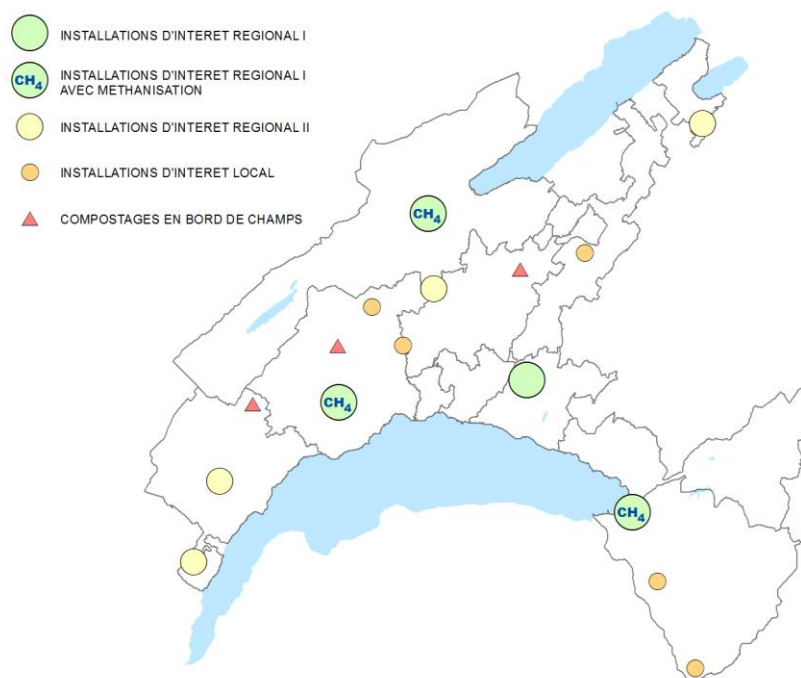 INSTALLATIONS D'INTERET REGIONAL I
CH4
INSTALLATIONS D'INTERET REGIONAL I
AVEC METHANISATION
INSTALLATIONS D'INTERET REGIONAL II
INSTALLATIONS D'INTERET LOCAL
COMPOSTAGES EN BORD DE CHAMPS
CH4
CH4
CH4